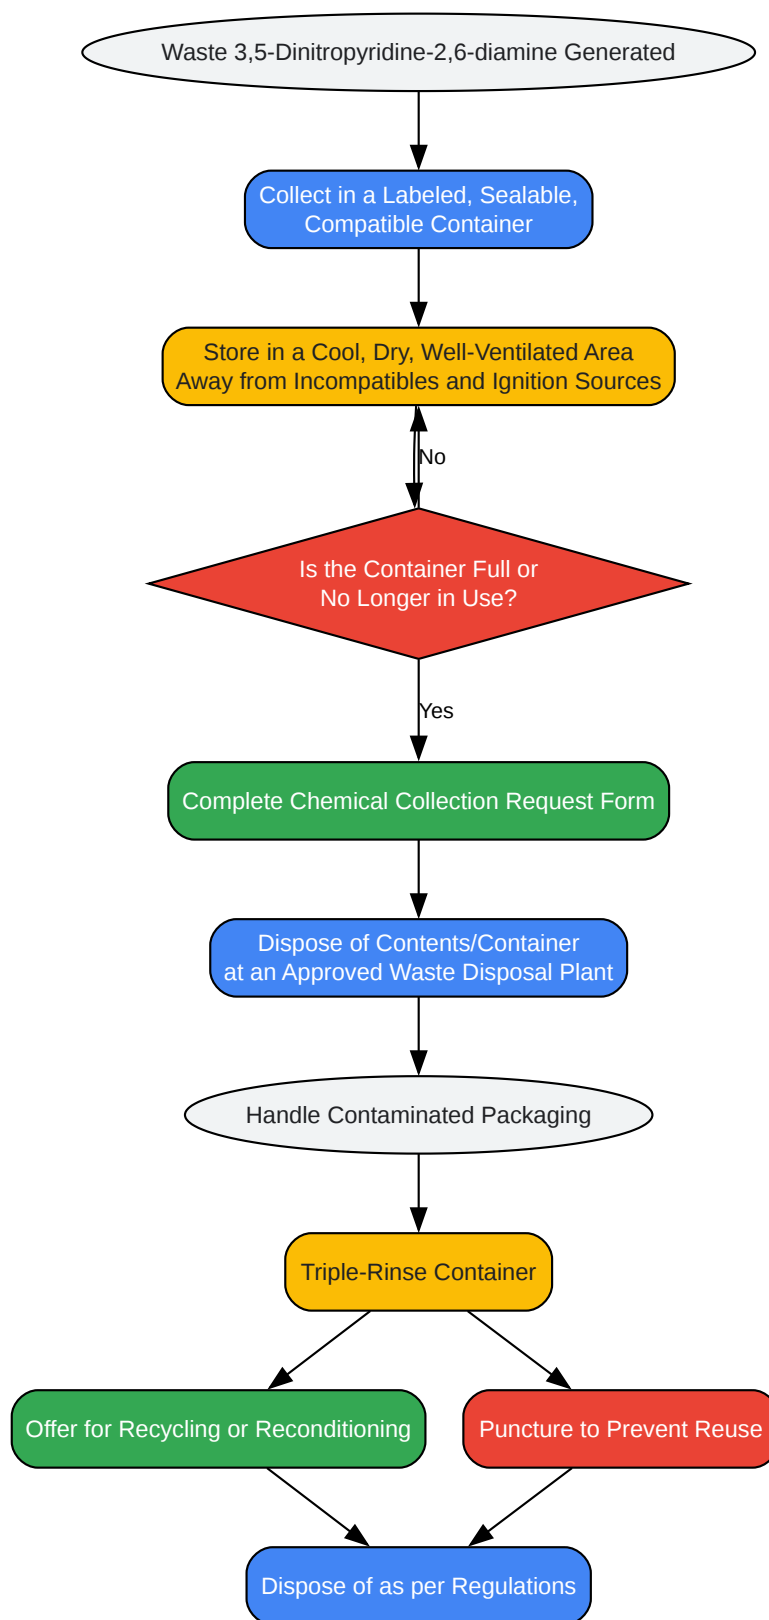 Waste 3,5-Dinitropyridine-2,6-diamine Generated
Collect in a Labeled, Sealable,
Compatible Container
Store in a Cool, Dry, Well-Ventilated Area
Away from Incompatibles and Ignition Sources
No
Is the Container Full or
No Longer in Use?
Yes
Complete Chemical Collection Request Form
Dispose of Contents/Container
at an Approved Waste Disposal Plant
Handle Contaminated Packaging
Triple-Rinse Container
Offer for Recycling or Reconditioning
Puncture to Prevent Reuse
Dispose of as per Regulations